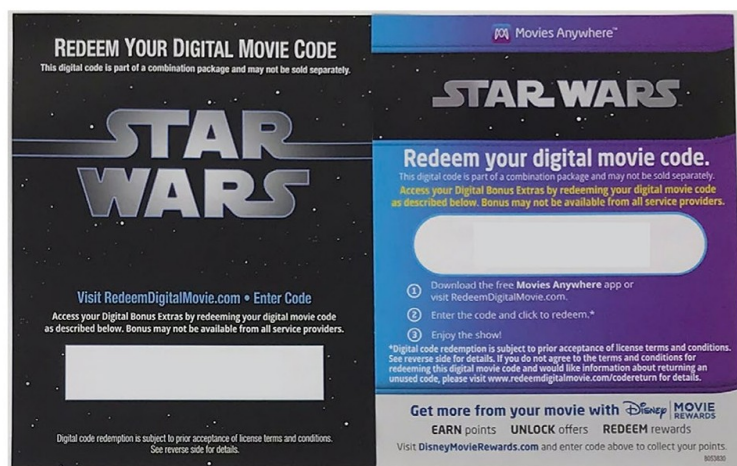 REDEEM YOUR DIGITAL MOVIE CODE
This digital code is part of a combination package and may not be sold separately.
STAR
WARS
Visit RedeemDigitalMovie.com • Enter Code
Access your Digital Bonus Extras by redeeming your digital movie code
as described below. Bonus may not be available from all service providers.
Digital code redemption is subject to prior acceptance of license terms and conditions.
See reverse side for details.
Movies Anywhere™
STAR WARS
Redeem your digital movie code.
This digital code is part of a combination package and may not be sold separately.
Access your Digital Bonus Extras by redeeming your digital movie code
as described below. Bonus may not be available from all service providers.
1 Download the free Movies Anywhere app or
visit RedeemDigitalMovie.com.
2 Enter the code and click to redeem.*
3 Enjoy the show!
*Digital code redemption is subject to prior acceptance of license terms and conditions.
See reverse side for details. If you do not agree to the terms and conditions for
redeeming this digital movie code and would like information about returning an
unused code, please visit www.redeemdigitalmovie.com/codereturn for details.
Get more from your movie with Disney MOVIE REWARDS
EARN points UNLOCK offers REDEEM rewards
Visit DisneyMovieRewards.com and enter code above to collect your points.